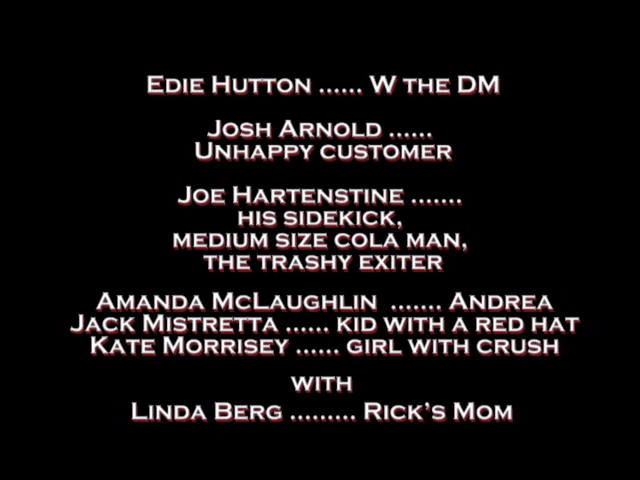 EDIE HUTTON ...... W THE DM
JOSH ARNOLD ......
UNHAPPY CUSTOMER
JOE HARTENSTINE .......
HIS SIDEKICK,
MEDIUM SIZE COLA MAN,
THE TRASHY EXITER
AMANDA MCLAUGHLIN ....... ANDREA
JACK MISTRETTA ...... KID WITH A RED HAT
KATE MORRISEY ...... GIRL WITH CRUSH
WITH
LINDA BERG ......... RICK'S MOM